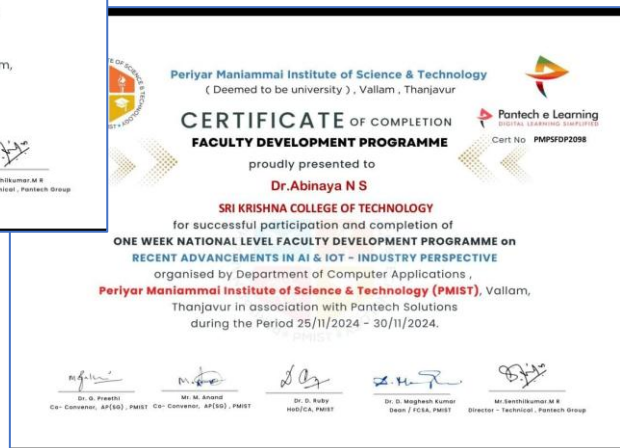 m,
thilkumar.M R
nical , Pantech Group
Periyar Maniammai Institute of Science & Technology
( Deemed to be university ) , Vallam , Thanjavur
CERTIFICATE OF COMPLETION
FACULTY DEVELOPMENT PROGRAMME
Pantech e Learning
DIGITAL LEARNING SIMPLIFIED
Cert No PMPSFDP2098
proudly presented to
Dr.Abinaya N S
SRI KRISHNA COLLEGE OF TECHNOLOGY
for successful participation and completion of
ONE WEEK NATIONAL LEVEL FACULTY DEVELOPMENT PROGRAMME on
RECENT ADVANCEMENTS IN AI & IOT - INDUSTRY PERSPECTIVE
organised by Department of Computer Applications ,
Periyar Maniammai Institute of Science & Technology (PMIST), Vallam,
Thanjavur in association with Pantech Solutions
during the Period 25/11/2024 - 30/11/2024.
Dr. G. Preethi
Co- Convenor, AP(SG) , PMIST
Mr. M. Anand
Co- Convenor, AP(SG) , PMIST
Dr. D. Ruby
HoD/CA, PMIST
Dr. D. Maghesh Kumar
Dean / FCSA, PMIST
Mr.Senthilkumar.M R
Director - Technical , Pantech Group